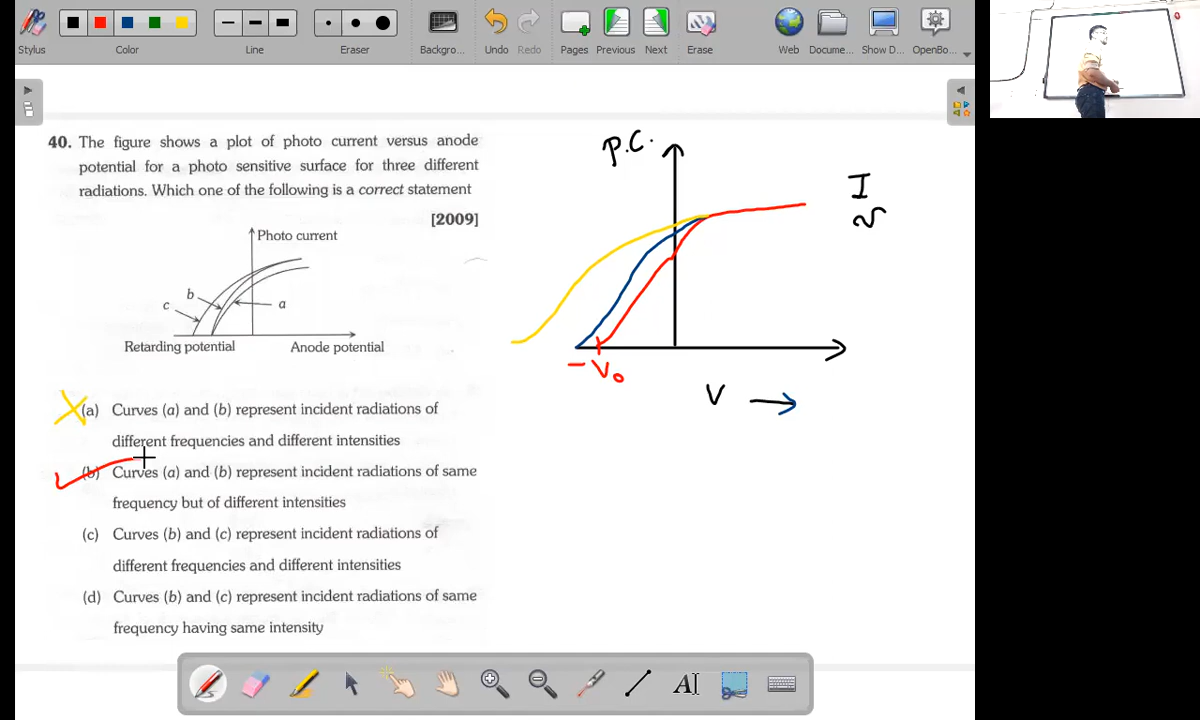 Stylus
Color
Line
Eraser
Backgro...
Undo
Redo
Pages
Previous
Next
Erase
Web
Docume...
Show D...
OpenBo...
40. The figure shows a plot of photo current versus anode
potential for a photo sensitive surface for three different
radiations. Which one of the following is a correct statement
[2009]
Photo current
b
c
a
Retarding potential
Anode potential
(a) Curves (a) and (b) represent incident radiations of
different frequencies and different intensities
(b) Curves (a) and (b) represent incident radiations of same
frequency but of different intensities
(c) Curves (b) and (c) represent incident radiations of
different frequencies and different intensities
(d) Curves (b) and (c) represent incident radiations of same
frequency having same intensity
P.C.
I
- V₀
V
AI